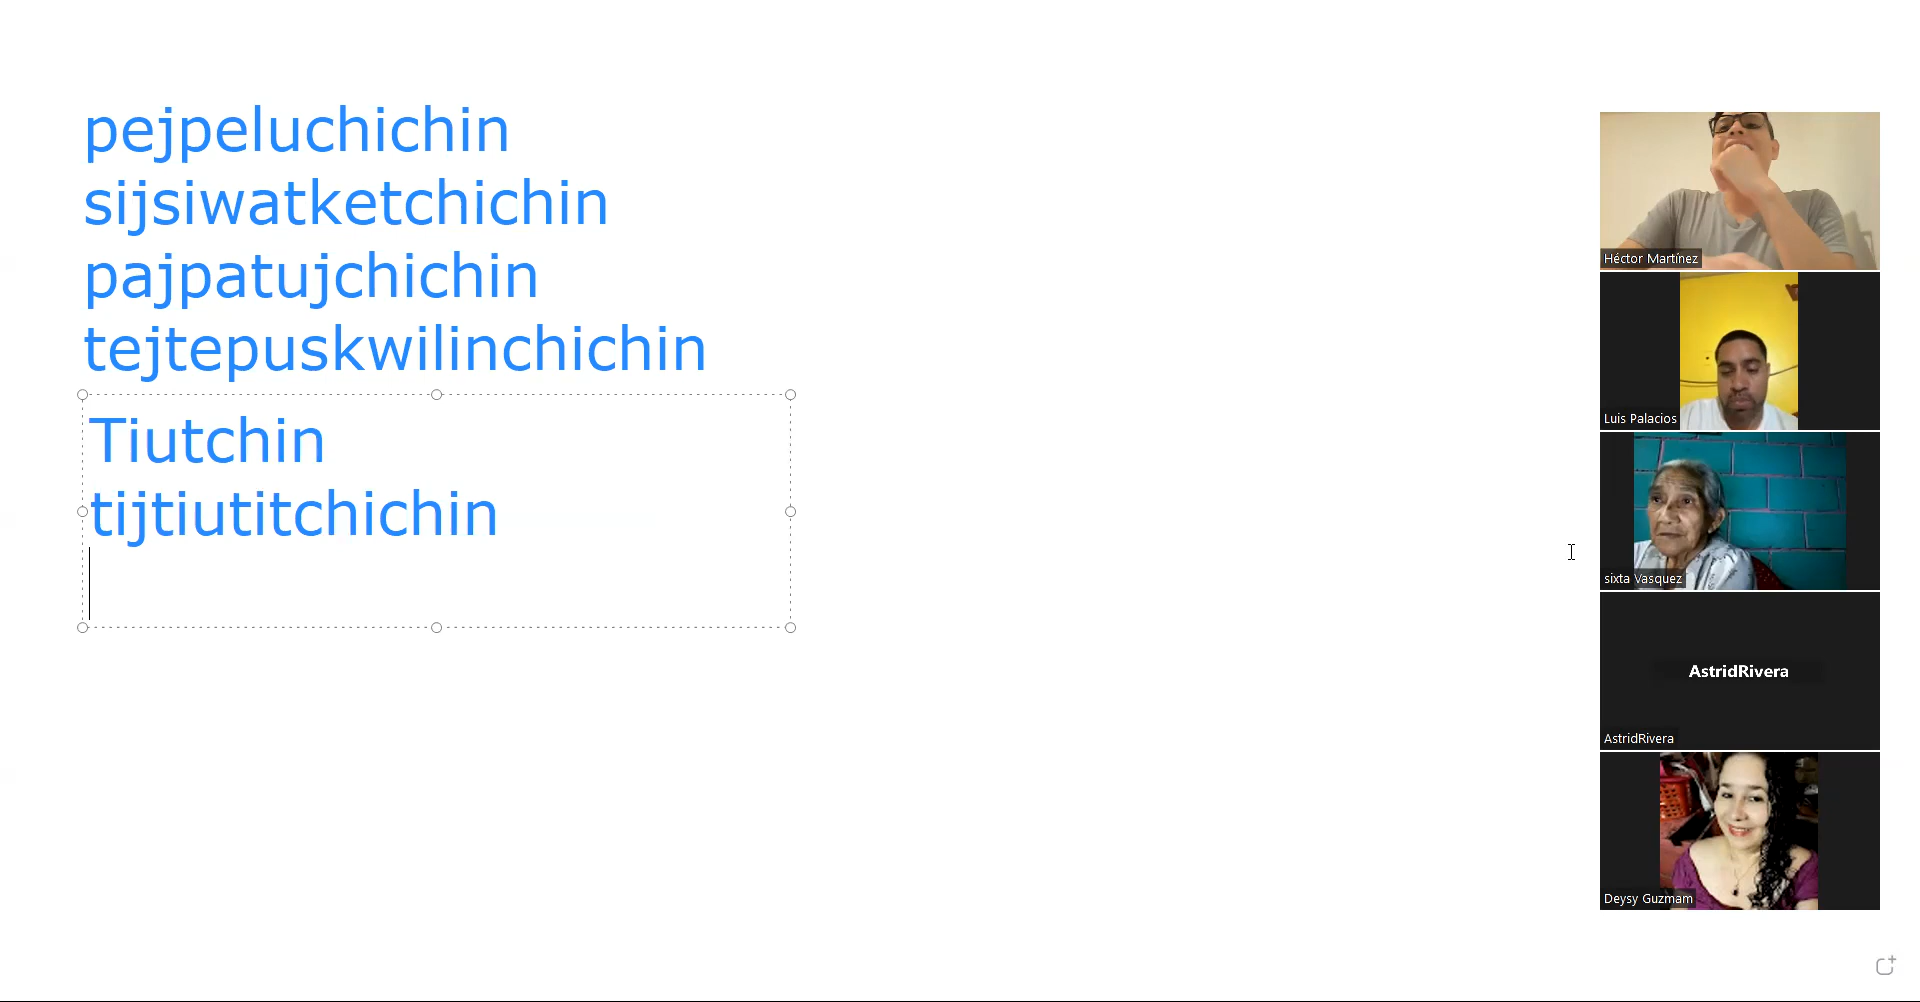 pejpeluchichin
sijsiwatketchichin
pajpatujchichin
tejtepuskwilinchichin
Tiutchin
tijtiutitchichin
Héctor Martínez
Luis Palacios
sixta Vasquez
AstridRivera
AstridRivera
Deysy Guzmam